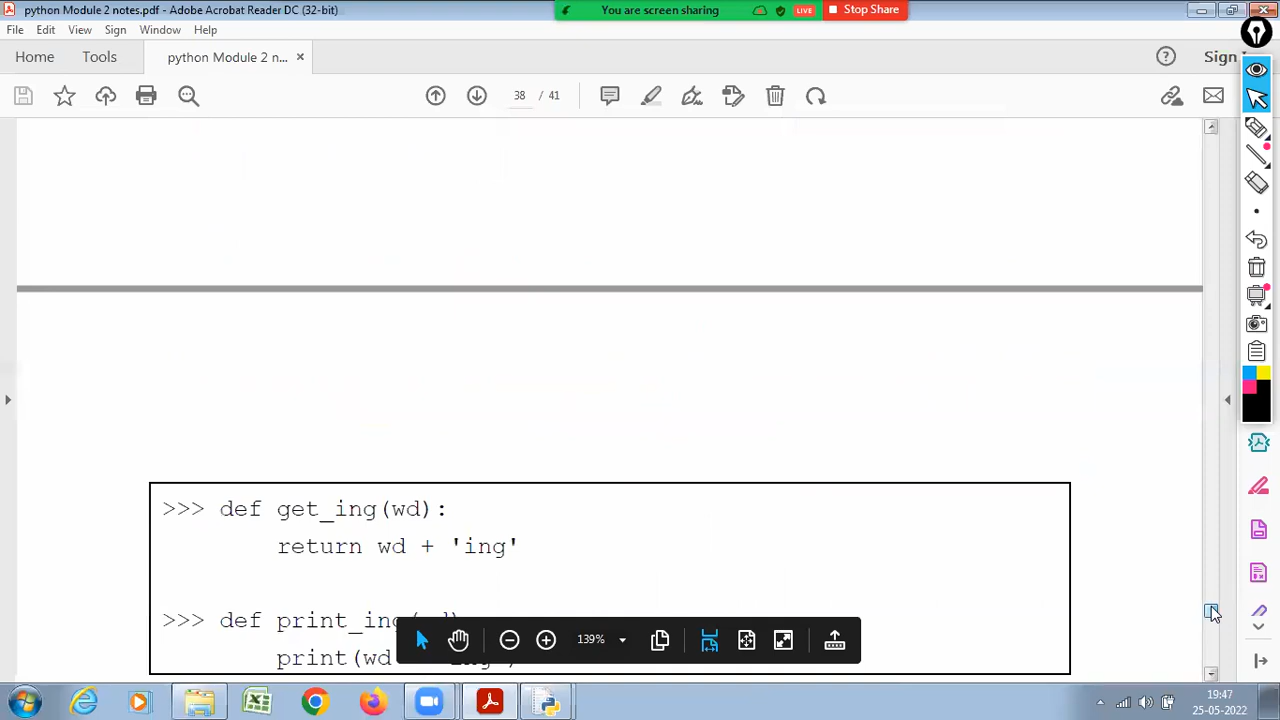 python Module 2 notes.pdf - Adobe Acrobat Reader DC (32-bit)
You are screen sharing
LIVE
Stop Share
File Edit View Sign Window Help
Home Tools python Module 2 n... ×
Sign
38 / 41
>>> def get_ing(wd):
return wd + 'ing'
>>> def print_ing
print(wd
139%
19:47
25-05-2022